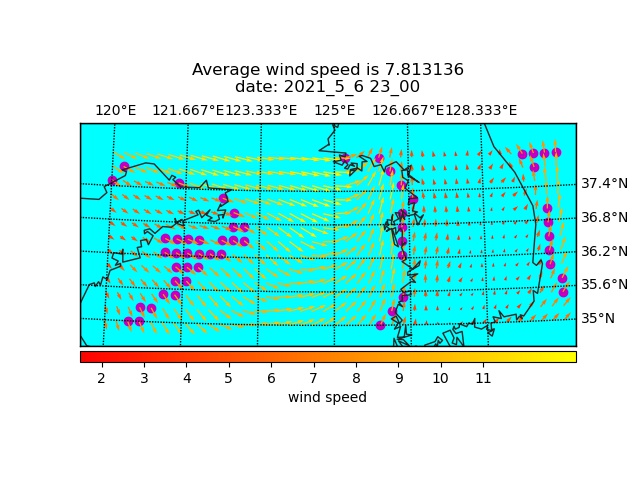 Average wind speed is 7.813136
date: 2021_5_6 23_00
120°E 121.667°E 123.333°E 125°E 126.667°E 128.333°E
37.4°N
36.8°N
36.2°N
35.6°N
35°N
2 3 4 5 6 7 8 9 10 11
wind speed